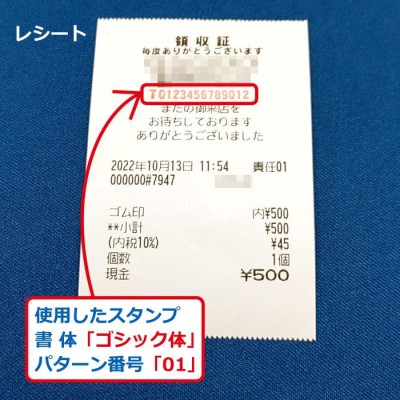 レシート
領収証
毎度ありがとうございます
T0123456789012
またの御来店を
お待ちしております
ありがとうございました
2022年10月13日 11:54 責任01
000000#7947
ゴム印 内¥500
**小計 ¥500
(内税10%) ¥45
個数 1個
現金 ¥500
使用したスタンプ
書 体「ゴシック体」
パターン番号「01」